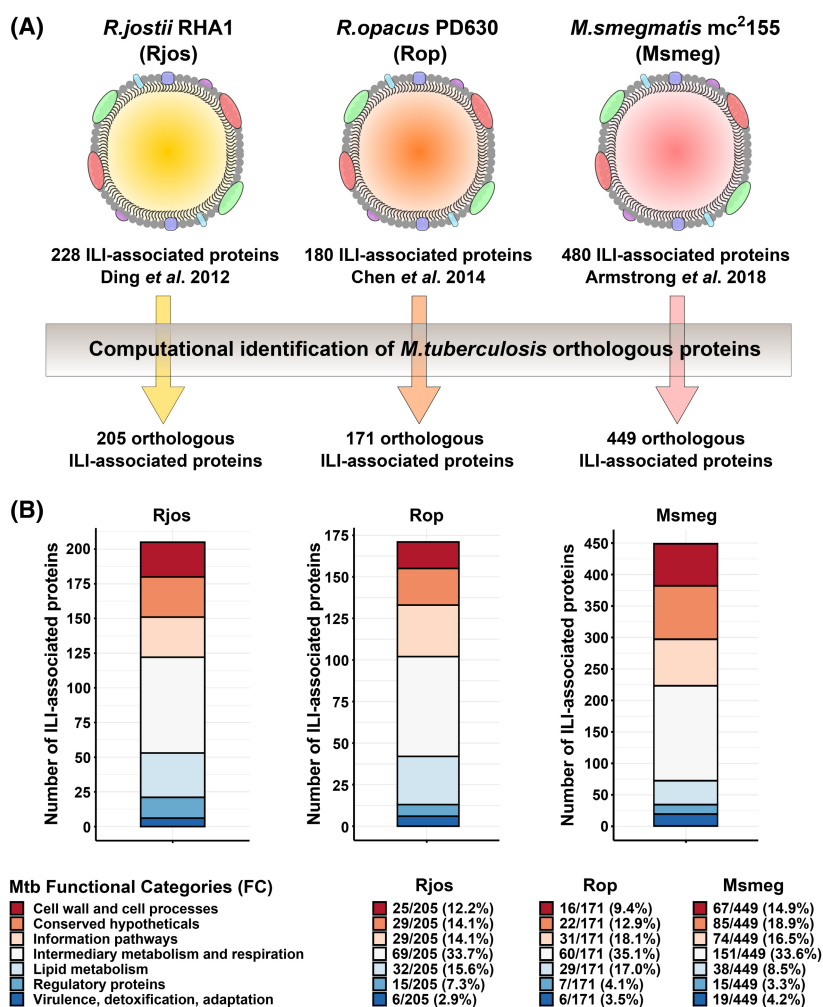 (A)
R.jostii RHA1
(Rjos)
R.opacus PD630
(Rop)
M.smegmatis mc²155
(Msmeg)
228 ILI-associated proteins
Ding et al. 2012
180 ILI-associated proteins
Chen et al. 2014
480 ILI-associated proteins
Armstrong et al. 2018
Computational identification of M.tuberculosis orthologous proteins
205 orthologous
ILI-associated proteins
171 orthologous
ILI-associated proteins
449 orthologous
ILI-associated proteins
(B)
Rjos
Number of ILI-associated proteins
200
175
150
125
100
75
50
25
0
Rop
Number of ILI-associated proteins
175
150
125
100
75
50
25
0
Msmeg
Number of ILI-associated proteins
450
400
350
300
250
200
150
100
50
0
Mtb Functional Categories (FC)
Cell wall and cell processes
Conserved hypotheticals
Information pathways
Intermediary metabolism and respiration
Lipid metabolism
Regulatory proteins
Virulence, detoxification, adaptation
Rjos
25/205 (12.2%)
29/205 (14.1%)
29/205 (14.1%)
69/205 (33.7%)
32/205 (15.6%)
15/205 (7.3%)
6/205 (2.9%)
Rop
16/171 (9.4%)
22/171 (12.9%)
31/171 (18.1%)
60/171 (35.1%)
29/171 (17.0%)
7/171 (4.1%)
6/171 (3.5%)
Msmeg
67/449 (14.9%)
85/449 (18.9%)
74/449 (16.5%)
151/449 (33.6%)
38/449 (8.5%)
15/449 (3.3%)
19/449 (4.2%)